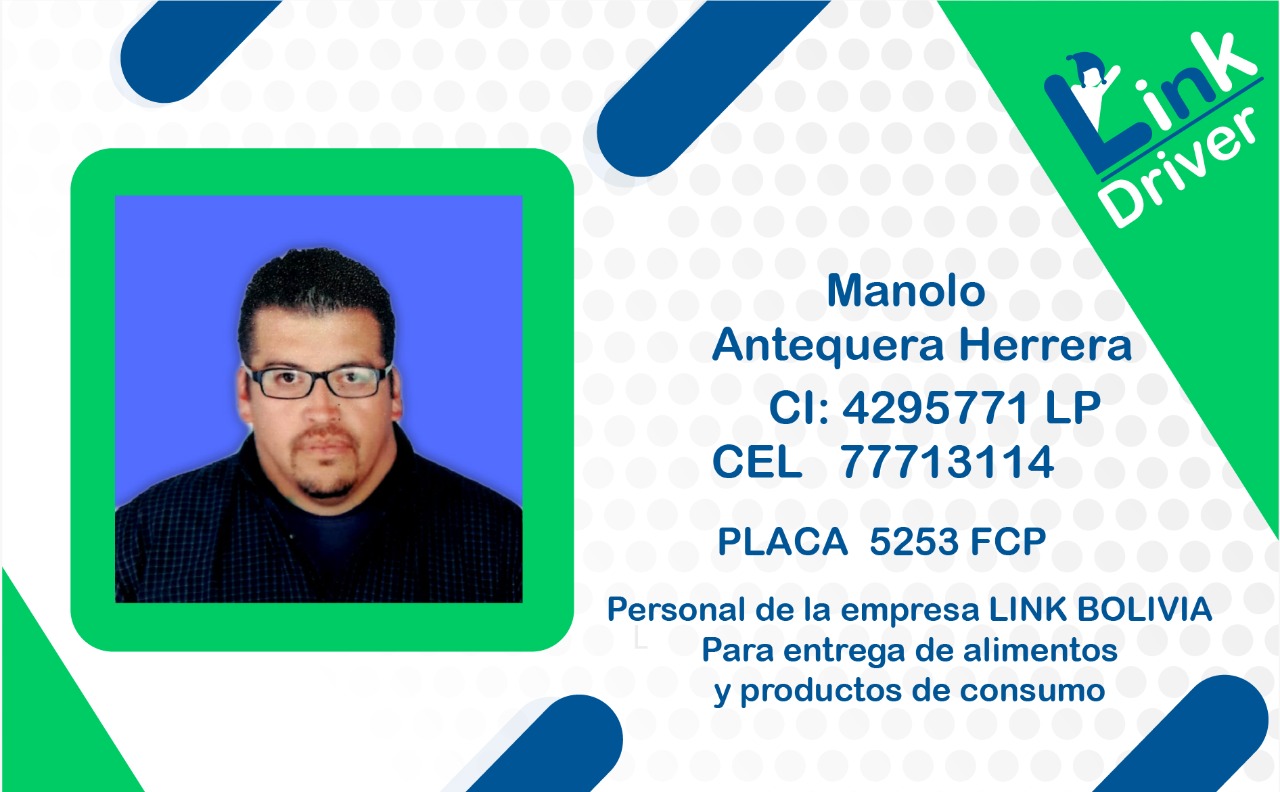 Link
Driver
Manolo
Antequera Herrera
CI: 4295771 LP
CEL 77713114
PLACA 5253 FCP
Personal de la empresa LINK BOLIVIA
L
Para entrega de alimentos
y productos de consumo